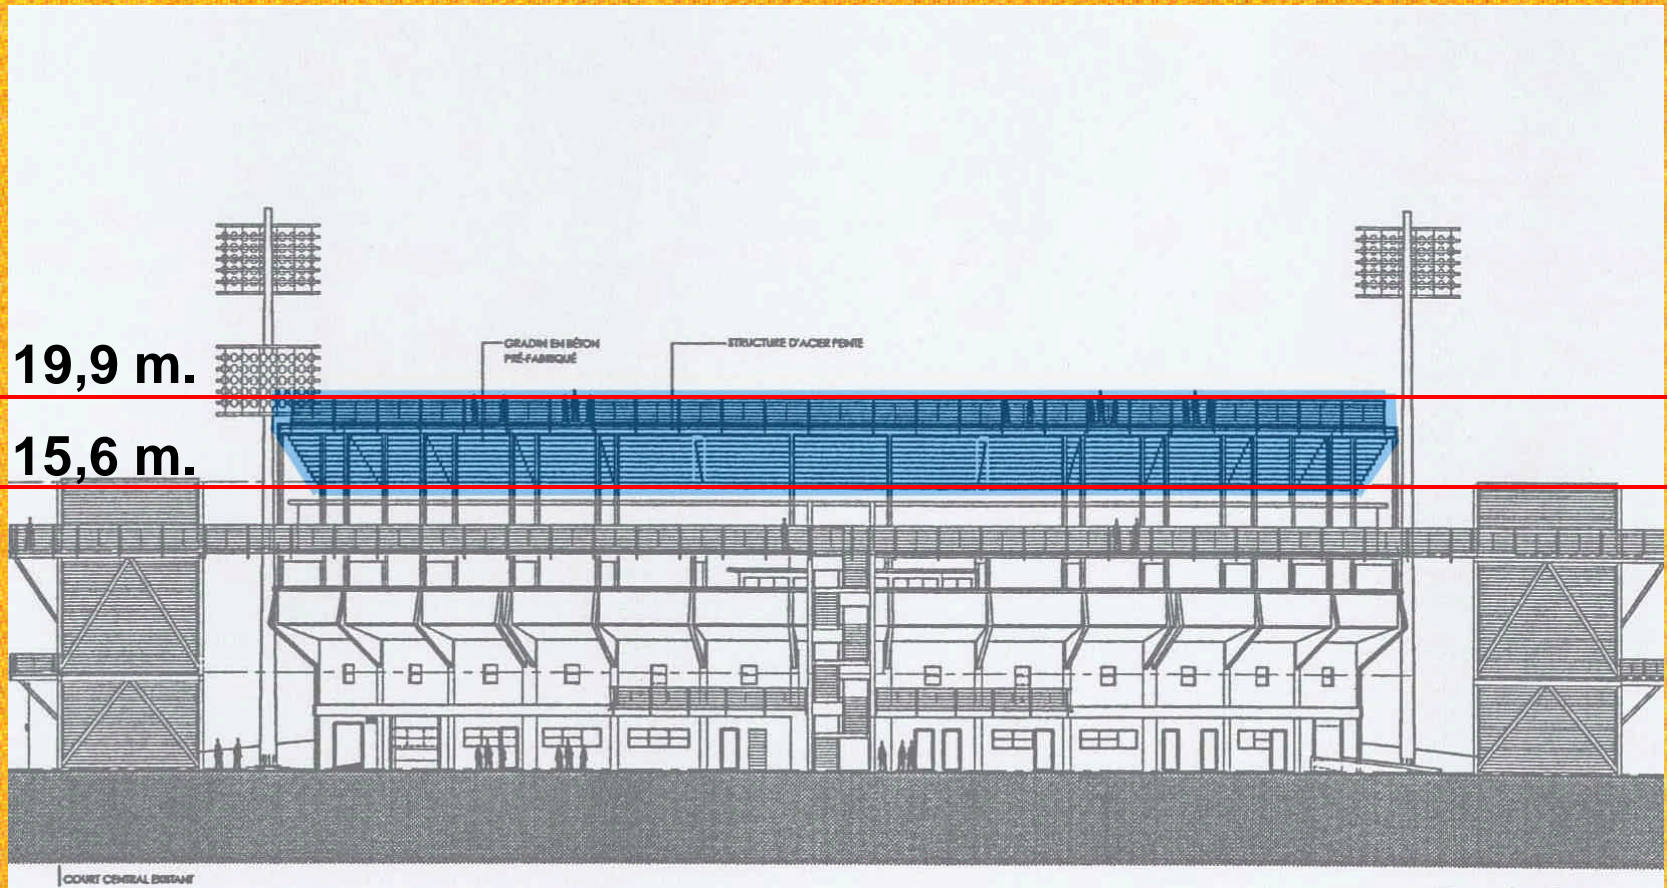 GRADIN EN BÉTON
PRÉ-FABRIQUÉ
STRUCTURE D'ACIER PEINTE
19,9 m.
15,6 m.
COURT CENTRAL EXISTANT